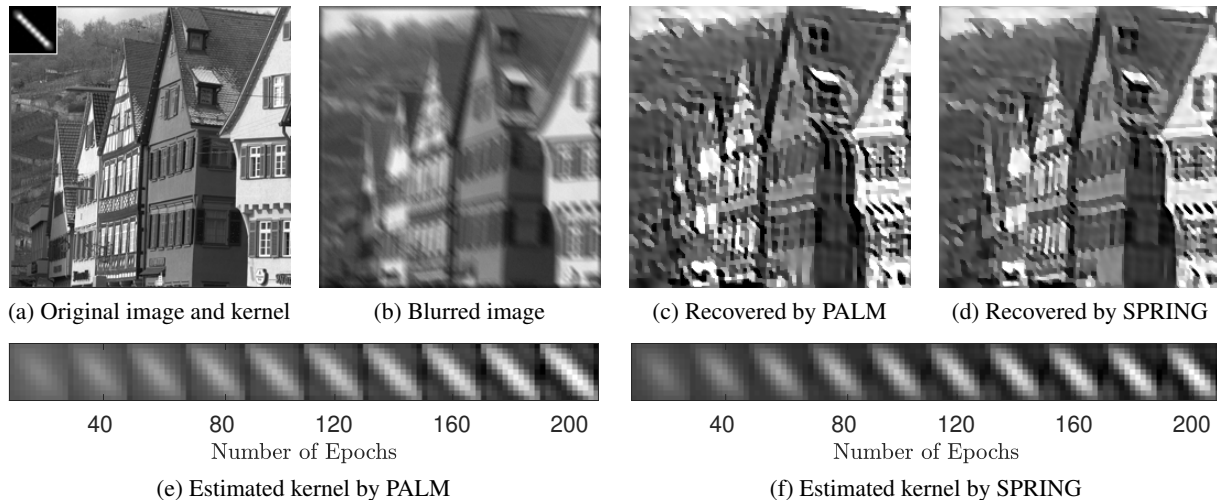 (a) Original image and kernel
(b) Blurred image
(c) Recovered by PALM
(d) Recovered by SPRING
40 80 120 160 200
Number of Epochs
(e) Estimated kernel by PALM
40 80 120 160 200
Number of Epochs
(f) Estimated kernel by SPRING